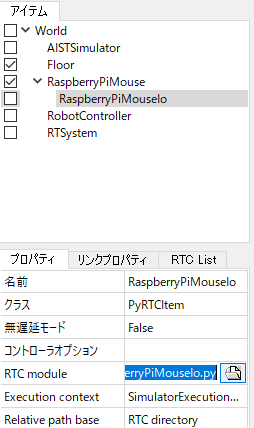 アイテム
World
AISTSimulator
Floor
RaspberryPiMouse
RaspberryPiMouseIo
RobotController
RTSystem
プロパティ リンクプロパティ RTC List
名前 RaspberryPiMouseIo
クラス PyRTCItem
無遅延モード False
コントローラオプション
RTC module erryPiMouseIo.py
Execution context SimulatorExecution...
Relative path base RTC directory